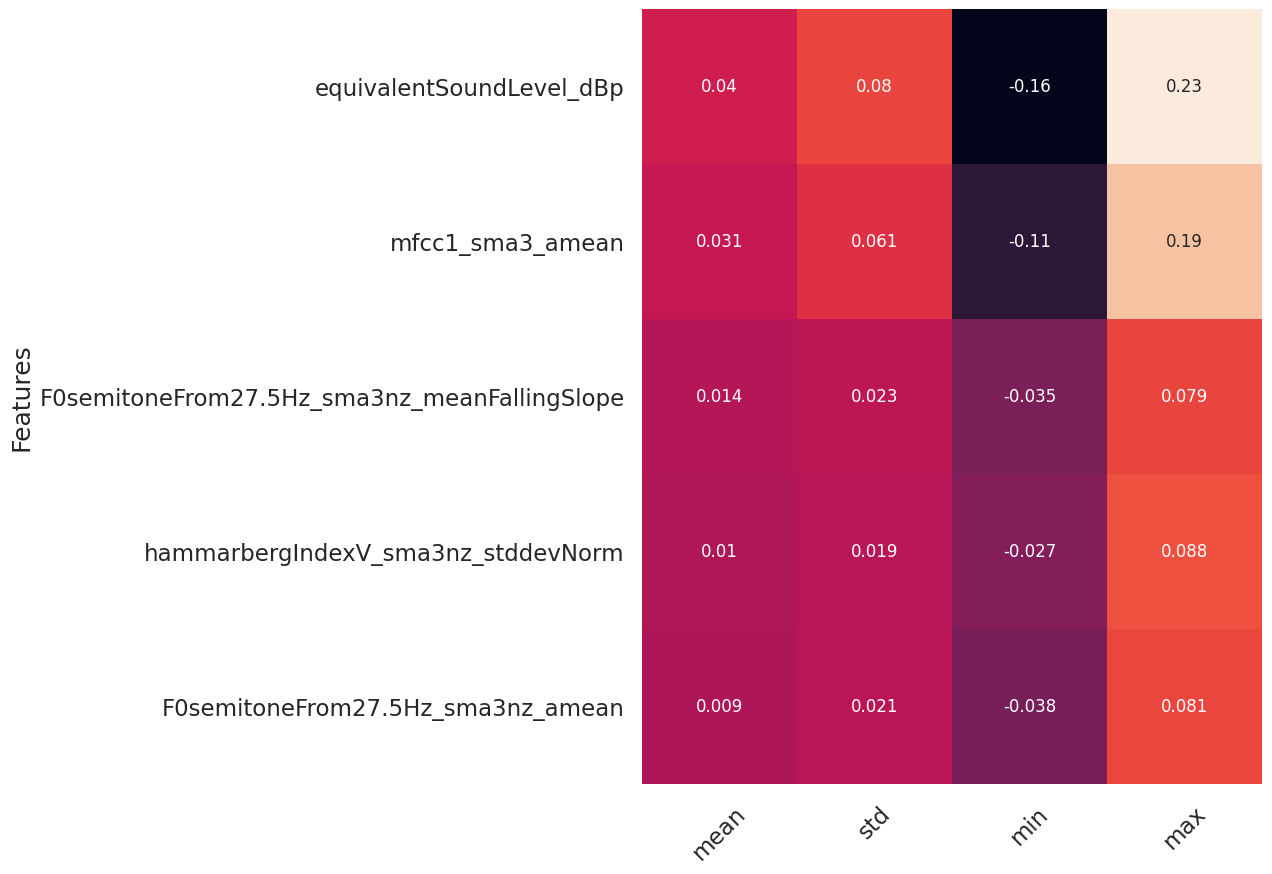 Features
equivalentSoundLevel_dBp 0.04 0.08 -0.16 0.23
mfcc1_sma3_amean 0.031 0.061 -0.11 0.19
F0semitoneFrom27.5Hz_sma3nz_meanFallingSlope 0.014 0.023 -0.035 0.079
hammarbergIndexV_sma3nz_stddevNorm 0.01 0.019 -0.027 0.088
F0semitoneFrom27.5Hz_sma3nz_amean 0.009 0.021 -0.038 0.081
mean std min max